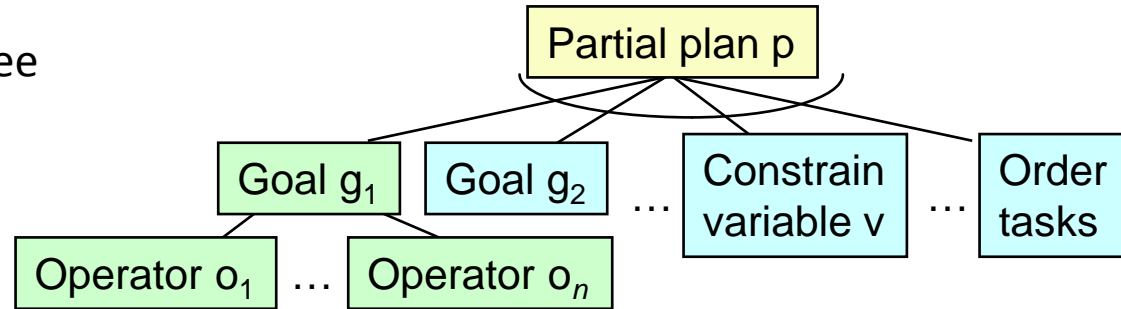 Partial plan p
ee
Goal g₁ Goal g₂ … Constrain variable v … Order tasks
Operator o₁ … Operator oₙ